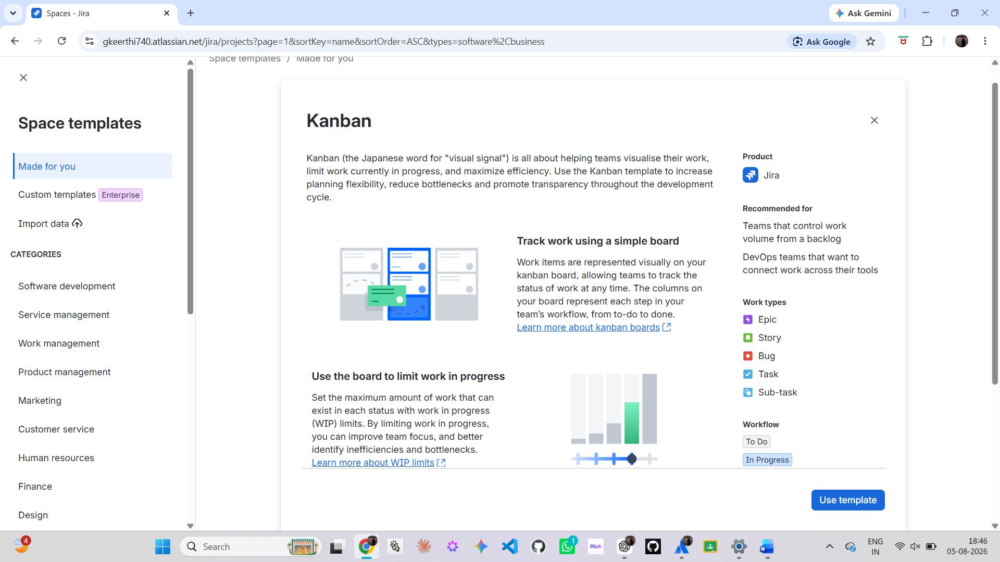 Spaces - Jira
Ask Gemini
gkeerthi740.atlassian.net/jira/projects?page=1&sortKey=name&sortOrder=ASC&types=software%2Cbusiness
Ask Google
Space templates / Made for you
Space templates
Made for you
Custom templates Enterprise
Import data
CATEGORIES
Software development
Service management
Work management
Product management
Marketing
Customer service
Human resources
Finance
Design
Kanban
Kanban (the Japanese word for "visual signal") is all about helping teams visualise their work,
limit work currently in progress, and maximize efficiency. Use the Kanban template to increase
planning flexibility, reduce bottlenecks and promote transparency throughout the development
cycle.
Track work using a simple board
Work items are represented visually on your
kanban board, allowing teams to track the
status of work at any time. The columns on
your board represent each step in your
team’s workflow, from to-do to done.
Learn more about kanban boards
Use the board to limit work in progress
Set the maximum amount of work that can
exist in each status with work in progress
(WIP) limits. By limiting work in progress,
you can improve team focus, and better
identify inefficiencies and bottlenecks.
Learn more about WIP limits
Product
Jira
Recommended for
Teams that control work
volume from a backlog
DevOps teams that want to
connect work across their tools
Work types
Epic
Story
Bug
Task
Sub-task
Workflow
To Do
In Progress
Use template
4
Search
1
Pitch
W
ENG
IN
18:46
05-08-2026